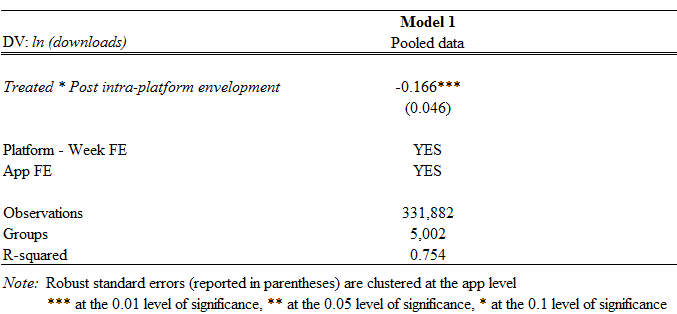 Model 1
DV: ln (downloads) Pooled data
Treated * Post intra-platform envelopment -0.166***
(0.046)
Platform - Week FE YES
App FE YES
Observations 331,882
Groups 5,002
R-squared 0.754
Note: Robust standard errors (reported in parentheses) are clustered at the app level
*** at the 0.01 level of significance, ** at the 0.05 level of significance, * at the 0.1 level of significance